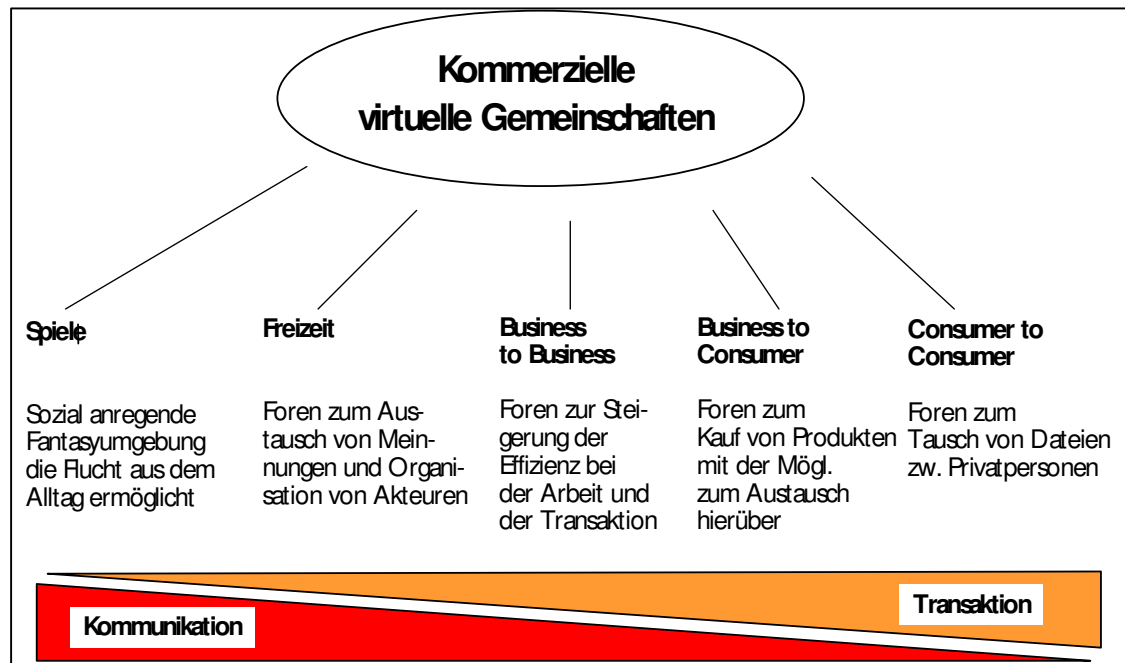 Kommerzielle
virtuelle Gemeinschaften
Spiele
Sozial anregende
Fantasyumgebung
die Flucht aus dem
Alltag ermöglicht
Freizeit
Foren zum Aus-
tausch von Mein-
nungen und Organi-
sation von Akteuren
Business
to Business
Foren zur Stei-
gerung der
Effizienz bei
der Arbeit und
der Transaktion
Business to
Consumer
Foren zum
Kauf von Produkten
mit der Mögl.
zum Austausch
hierüber
Consumer to
Consumer
Foren zum
Tausch von Dateien
zw. Privatpersonen
Kommunikation
Transaktion